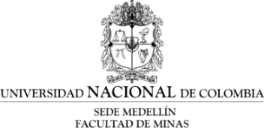 UNIVERSIDAD NACIONAL DE COLOMBIA
SEDE MEDELLÍN
FACULTAD DE MINAS